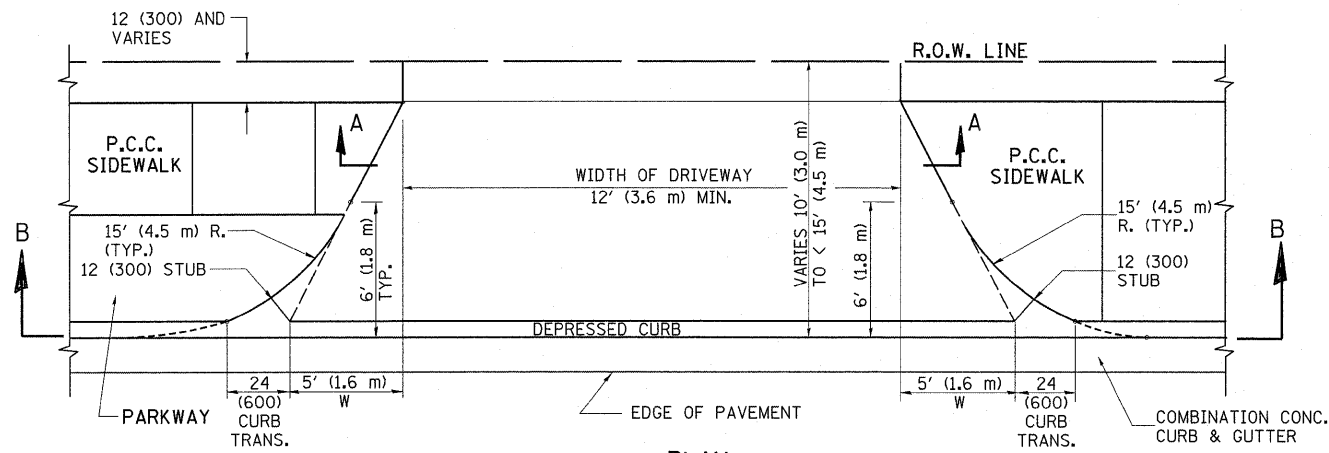 12 (300) AND
VARIES
R.O.W. LINE
A
A
P.C.C.
SIDEWALK
P.C.C.
SIDEWALK
WIDTH OF DRIVEWAY
12' (3.6 m) MIN.
VARIES 10' (3.0 m)
TO < 15' (4.5 m)
B
B
15' (4.5 m) R.
(TYP.)
12 (300) STUB
6' (1.8 m)
TYP.
6' (1.8 m)
15' (4.5 m)
R. (TYP.)
12 (300)
STUB
DEPRESSED CURB
24
(600)
CURB
TRANS.
5' (1.6 m)
W
5' (1.6 m)
W
24
(600)
CURB
TRANS.
PARKWAY
EDGE OF PAVEMENT
COMBINATION CONC.
CURB & GUTTER